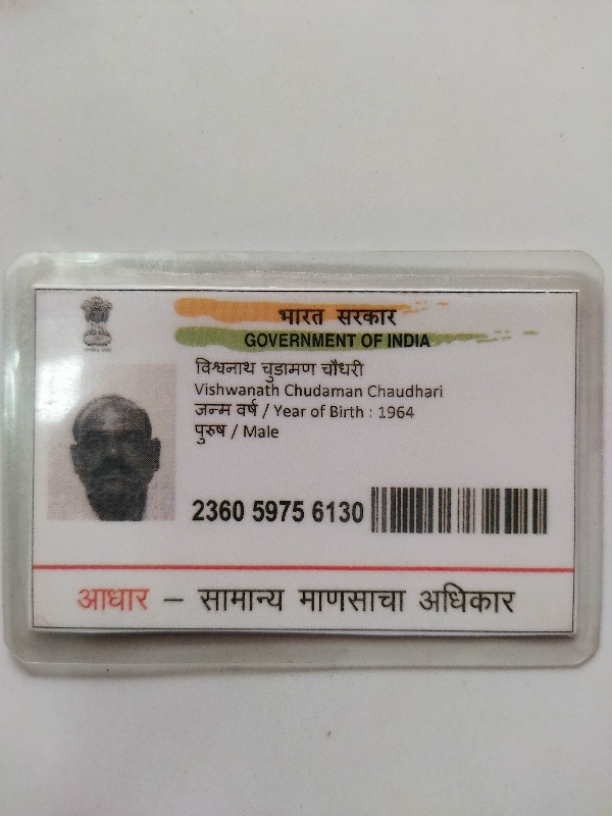 भारत सरकार
GOVERNMENT OF INDIA
विश्वनाथ चुडामण चौधरी
Vishwanath Chudaman Chaudhari
जन्म वर्ष / Year of Birth : 1964
पुरुष / Male
2360 5975 6130
आधार – सामान्य माणसाचा अधिकार